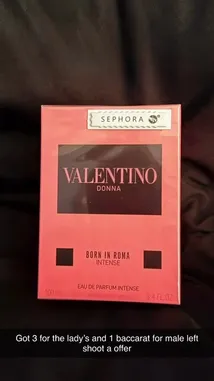 SEPHORA
VALENTINO
DONNA
BORN IN ROMA
INTENSE
EAU DE PARFUM INTENSE
Got 3 for the lady's and 1 baccarat for male left
shoot a offer